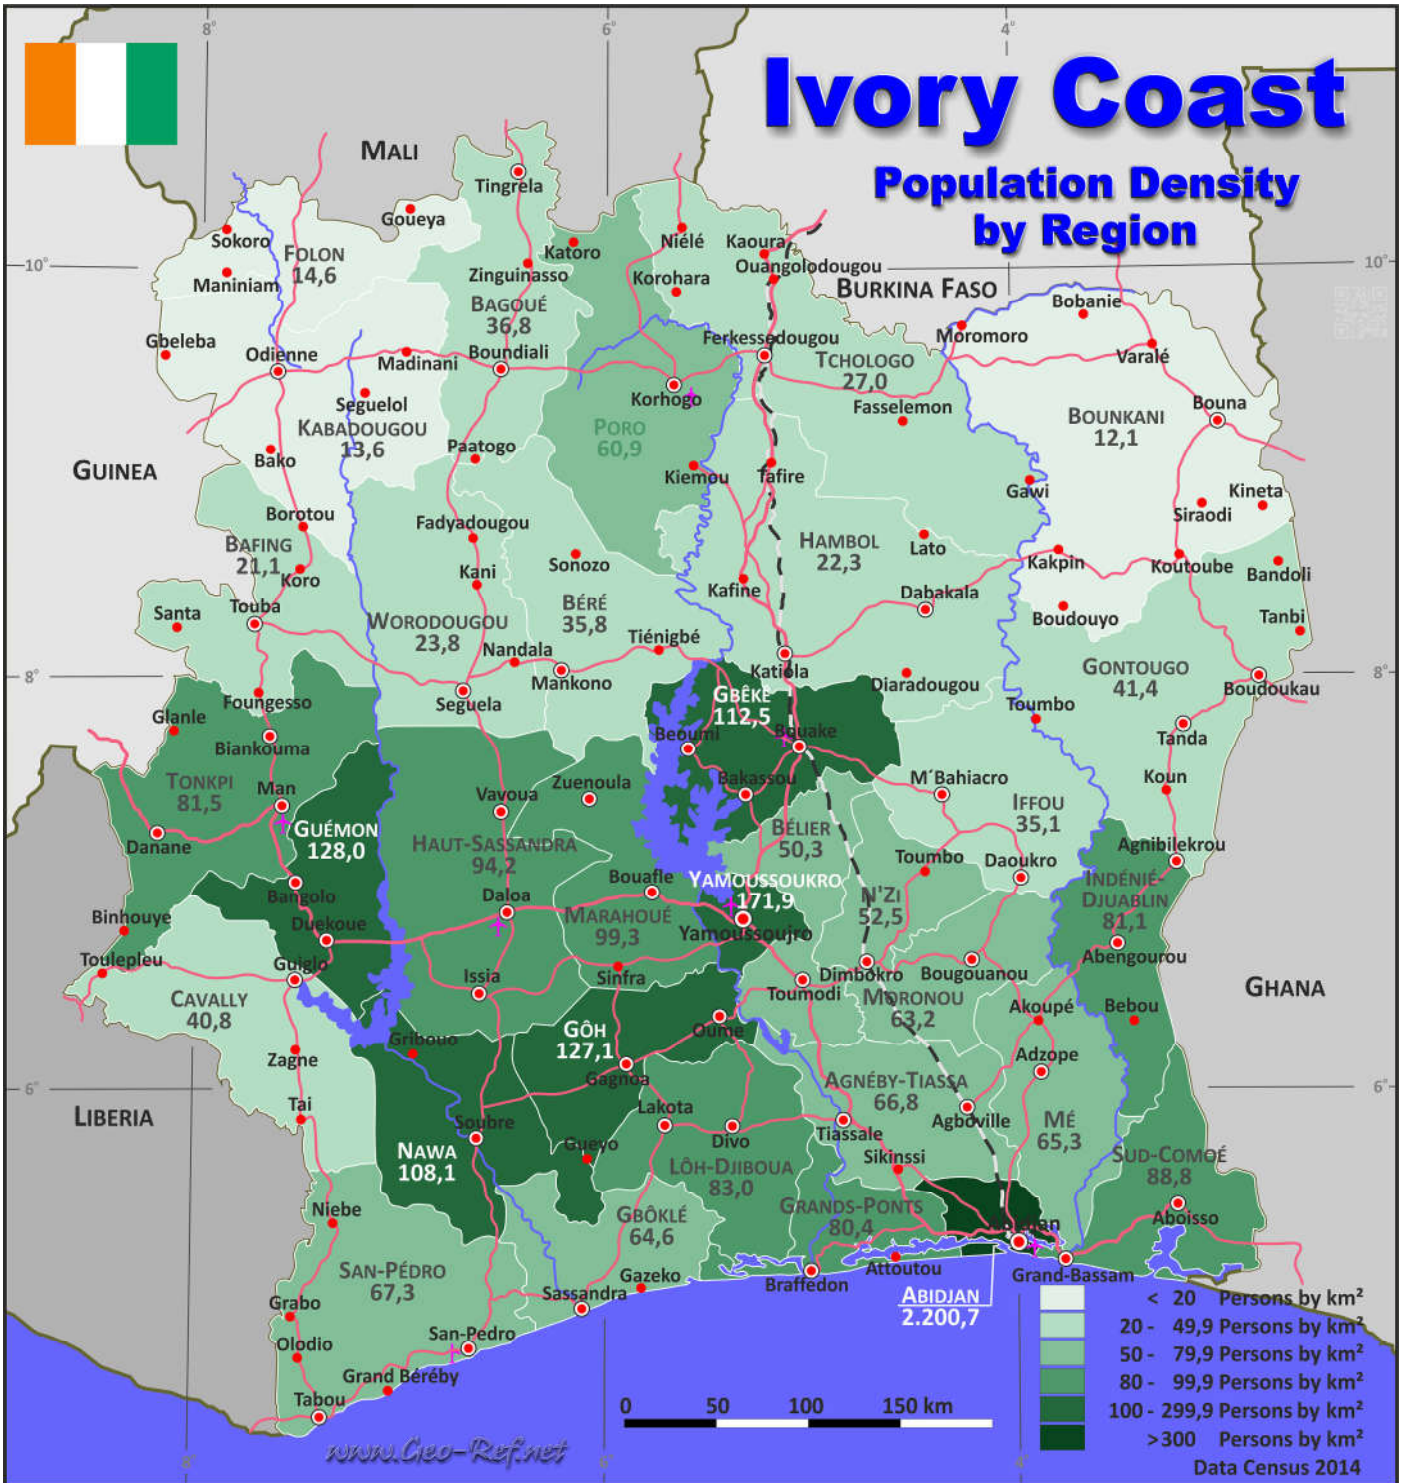 8°
6°
4°
Ivory Coast
Population Density
by Region
MALI
Tingrela
Goueya
Sokoro
FOLON
14,6
Maniniam
Katoro
Niélé
Kaoura
Ouangolodougou
Zinguinasso
Korohara
10°
10°
BURKINA FASO
BAGOUÉ
36,8
Bobanie
Moromoro
Gbeleba
Odienne
Madinani
Boundiali
Ferkessedougou
TCHOLOGO
27,0
Varalé
Korhogo
Seguelol
KABADOUGOU
13,6
Fasselemon
BOUNKANI
12,1
Bouna
PORO
60,9
Paatogo
Bako
GUINEA
Kiemou
Tafire
Gawi
Kineta
Siraodi
Borotou
Fadyadougou
BAFING
21,1
Koro
HAMBOL
22,3
Lato
Sonozo
Kani
Kakpin
Koutoube
Bandoli
Kafine
Dabakala
Santa
Touba
WORODOUGOU
23,8
BÉRÉ
35,8
Boudouyo
Tanbi
Nandala
Tiénigbé
Mankono
Katiola
Diaradougou
GONTOUGO
41,4
Boudoukau
8°
8°
Foungesso
Seguela
GBÊKÊ
112,5
Toumbo
Glanle
Biankouma
Beoumi
Bouake
Tanda
TONKPI
81,5
Man
Vavoua
Zuenoula
Bakassou
M´Bahiacro
Koun
IFFOU
35,1
GUÉMON
128,0
HAUT-SASSANDRA
94,2
BÉLIER
50,3
Danane
Toumbo
Daoukro
Agnibilekrou
Bangolo
Daloa
Bouafle
YAMOUSSOUKRO
171,9
N'ZI
52,5
INDÉNIÉ-
DJUABLIN
81,1
Binhouye
Duekoue
MARAHOUÉ
99,3
Yamoussoujro
Toulepleu
Guiglo
Issia
Sinfra
Toumodi
Dimbokro
Bougouanou
Abengourou
CAVALLY
40,8
MORONOU
63,2
Akoupé
Bebou
GHANA
Gribouo
GÔH
127,1
Oume
Zagne
Gagnoa
Adzope
AGNÉBY-TIASSA
66,8
6°
6°
LIBERIA
Tai
Soubre
Lakota
Divo
Tiassale
Agboville
MÉ
65,3
NAWA
108,1
Gueyo
LÔH-DJIBOUA
83,0
Sikinssi
SUD-COMOÉ
88,8
Niebe
GBÔKLÉ
64,6
GRANDS-PONTS
80,4
Aboisso
SAN-PÉDRO
67,3
Gazeko
Braffedon
Attoutou
Grand-Bassam
Grabo
Sassandra
ABIDJAN
2.200,7
Olodio
San-Pedro
Grand Béréby
Tabou
< 20 Persons by km²
20 - 49,9 Persons by km²
50 - 79,9 Persons by km²
80 - 99,9 Persons by km²
100 - 299,9 Persons by km²
>300 Persons by km²
Data Census 2014
0 50 100 150 km
www.Geo-Ref.net
8°
6°
4°